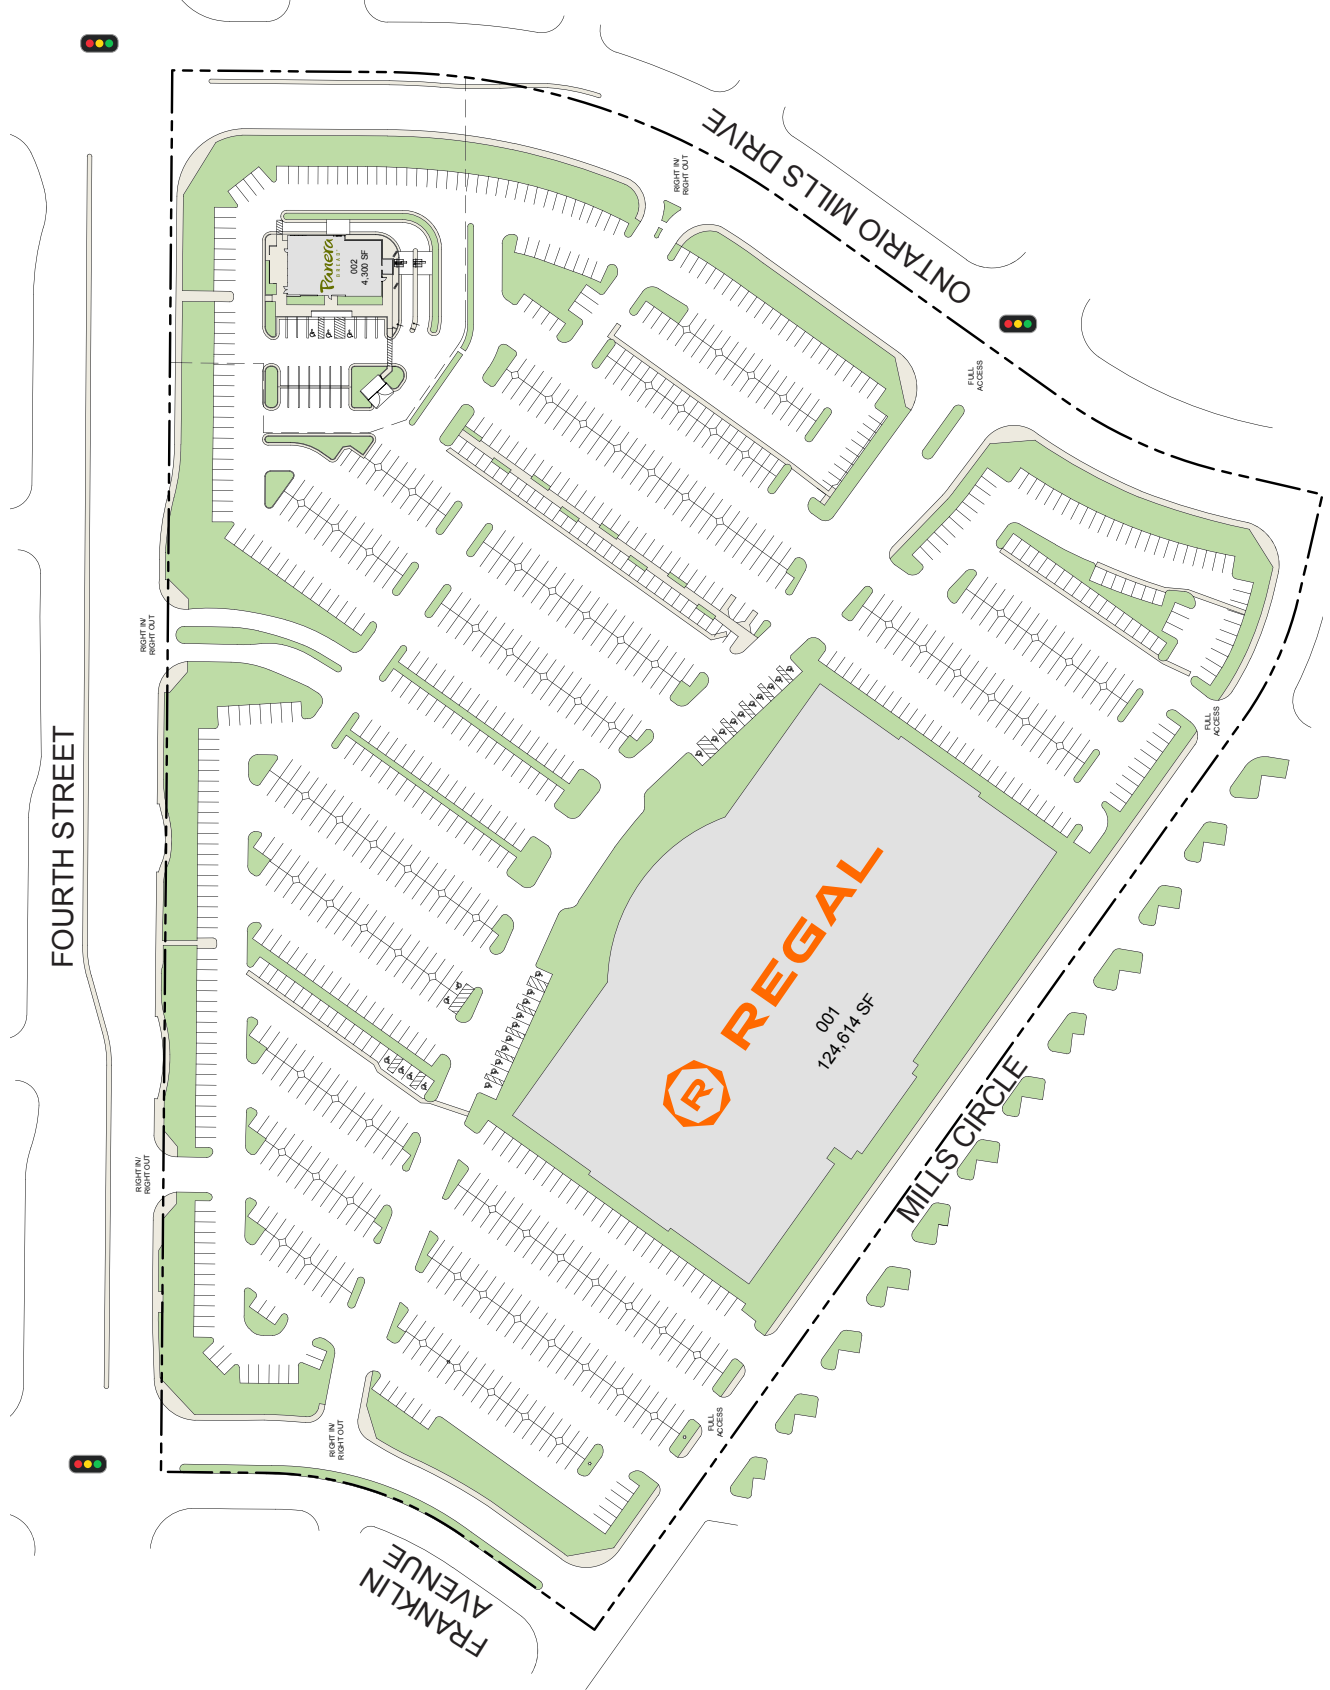 ONTARIO MILLS DRIVE
RIGHT IN/
RIGHT OUT
Panera
BREAD
002
4,300 SF
FULL
ACCESS
RIGHT IN/
RIGHT OUT
FULL
ACCESS
FOURTH STREET
REGAL
R
001
124,614 SF
MILLS CIRCLE
RIGHT IN/
RIGHT OUT
RIGHT IN/
RIGHT OUT
FULL
ACCESS
FRANKLIN
AVENUE